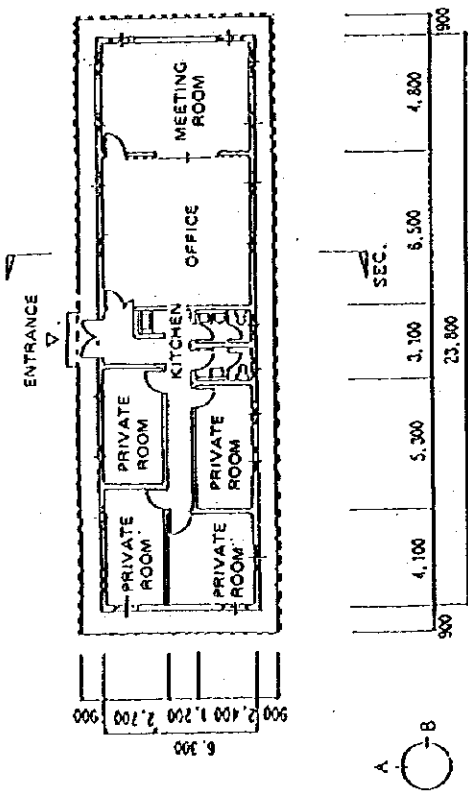 ENTRANCE
SEC.
MEETING
ROOM
OFFICE
KITCHEN
PRIVATE
ROOM
PRIVATE
ROOM
PRIVATE
ROOM
PRIVATE
ROOM
900
4,800
6,500
3,100
5,300
4,100
900
23,800
900
2,700
1,200
2,400
900
6,300
A
B